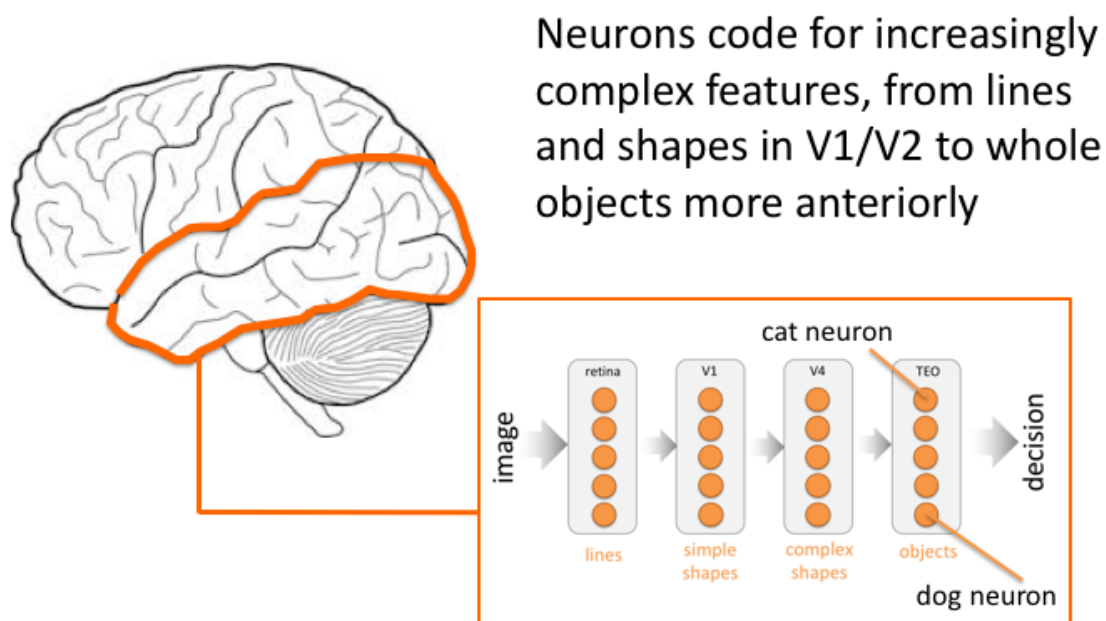 Neurons code for increasingly
complex features, from lines
and shapes in V1/V2 to whole
objects more anteriorly
cat neuron
retina
V1
V4
TEO
image
decision
lines
simple
shapes
complex
shapes
objects
dog neuron